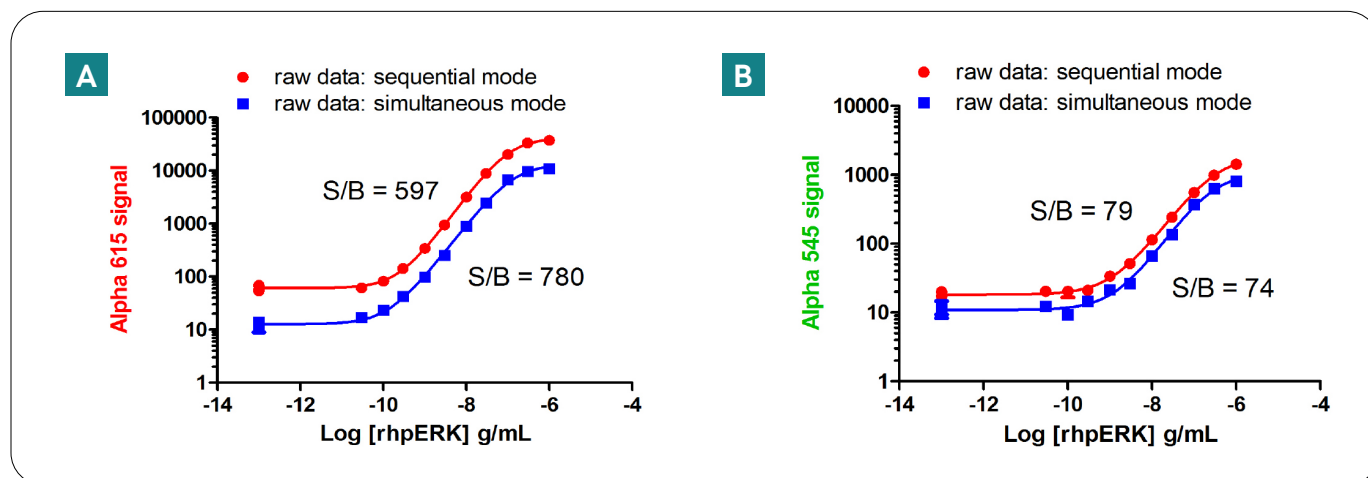 A
raw data: sequential mode
raw data: simultaneous mode
100000
10000
1000
100
10
1
Alpha 615 signal
S/B = 597
S/B = 780
-14
-12
-10
-8
-6
-4
Log [rhpERK] g/mL
B
raw data: sequential mode
raw data: simultaneous mode
10000
1000
100
10
1
Alpha 545 signal
S/B = 79
S/B = 74
-14
-12
-10
-8
-6
-4
Log [rhpERK] g/mL